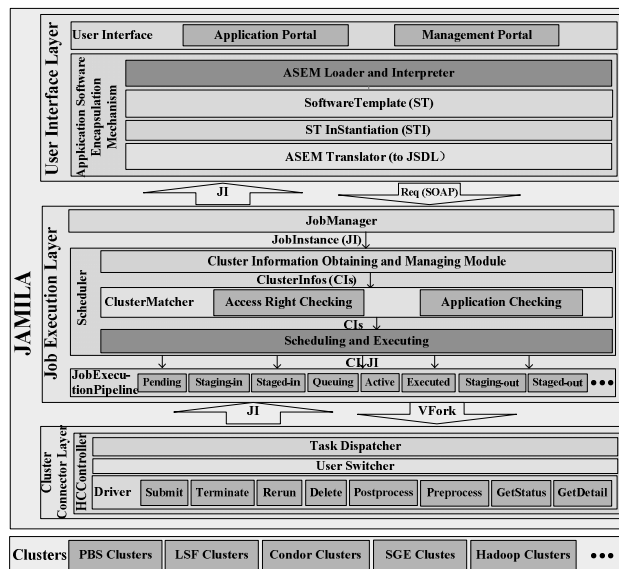 JAMILA
User Interface Layer
User Interface
Application Portal
Management Portal
Appkication Software
Encapsulation
Mechanism
ASEM Loader and Interpreter
SoftwareTemplate (ST)
ST InStantiation (STI)
ASEM Translator (to JSDL）
JI
Req (SOAP)
Job Execution Layer
JobManager
JobInstance (JI)
Scheduler
Cluster Information Obtaining and Managing Module
ClusterInfos (CIs)
ClusterMatcher
Access Right Checking
Application Checking
CIs
Scheduling and Executing
CI, JI
JobExecu-
tionPipeline
Pending
Staging-in
Staged-in
Queuing
Active
Executed
Staging-out
Staged-out
•••
JI
VFork
Cluster
Connector Layer
HCController
Task Dispatcher
User Switcher
Driver
Submit
Terminate
Rerun
Delete
Postprocess
Preprocess
GetStatus
GetDetail
Clusters
PBS Clusters
LSF Clusters
Condor Clusters
SGE Clustes
Hadoop Clusters
•••